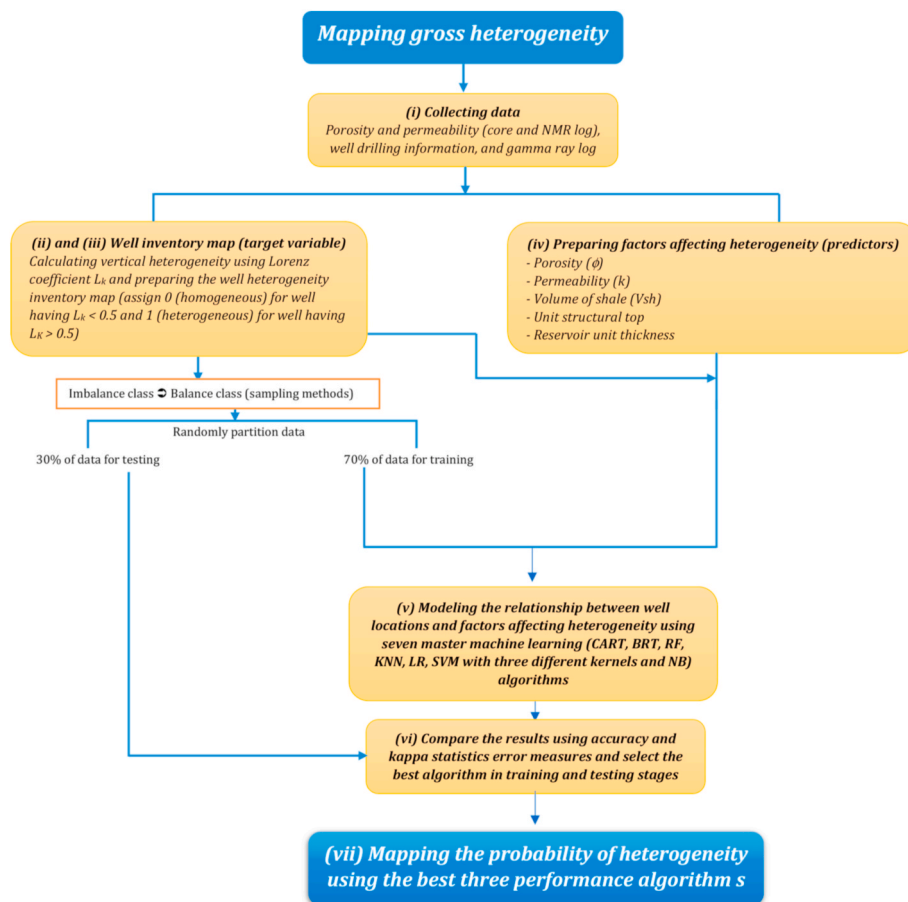 Mapping gross heterogeneity
(i) Collecting data
Porosity and permeability (core and NMR log),
well drilling information, and gamma ray log
(ii) and (iii) Well inventory map (target variable)
Calculating vertical heterogeneity using Lorenz
coefficient Lₖ and preparing the well heterogeneity
inventory map (assign 0 (homogeneous) for well
having Lₖ < 0.5 and 1 (heterogeneous) for well having
L_K > 0.5)
(iv) Preparing factors affecting heterogeneity (predictors)
- Porosity (ϕ)
- Permeability (k)
- Volume of shale (Vsh)
- Unit structural top
- Reservoir unit thickness
Imbalance class ➲ Balance class (sampling methods)
Randomly partition data
30% of data for testing
70% of data for training
(v) Modeling the relationship between well
locations and factors affecting heterogeneity using
seven master machine learning (CART, BRT, RF,
KNN, LR, SVM with three different kernels and NB)
algorithms
(vi) Compare the results using accuracy and
kappa statistics error measures and select the
best algorithm in training and testing stages
(vii) Mapping the probability of heterogeneity
using the best three performance algorithm s